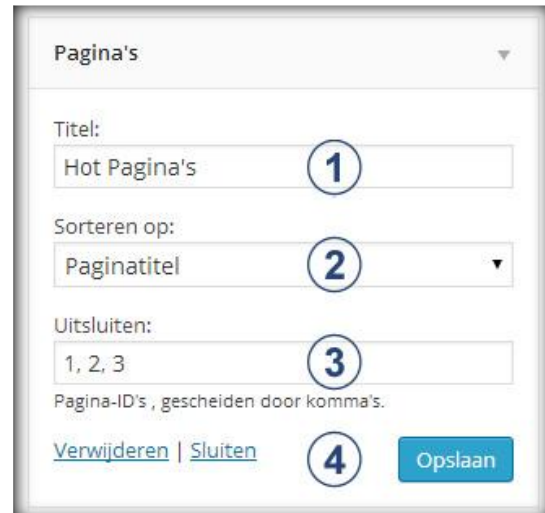 Pagina's
Titel:
Hot Pagina's 1
Sorteren op:
Paginatitel 2
Uitsluiten:
1, 2, 3 3
Pagina-ID's , gescheiden door komma's.
Verwijderen | Sluiten 4 Opslaan